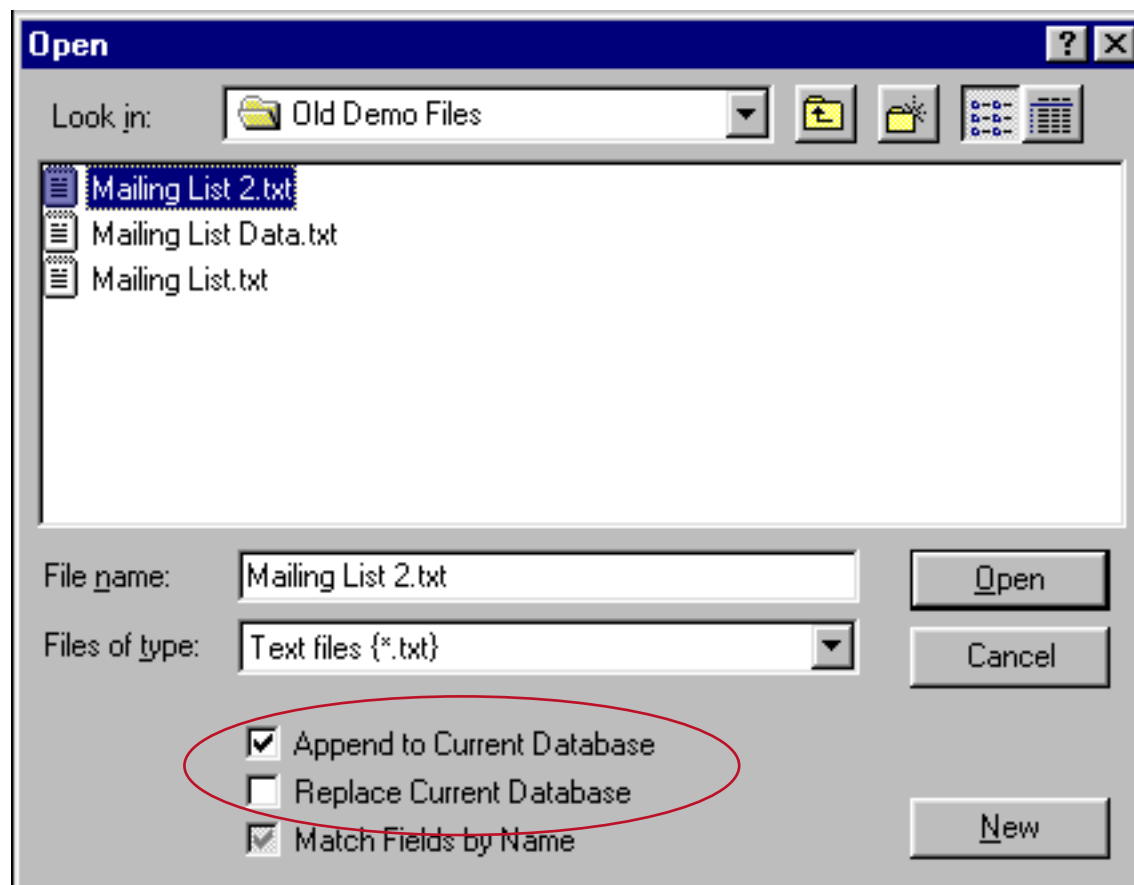 Open
Look in: Old Demo Files
Mailing List 2.txt
Mailing List Data.txt
Mailing List.txt
File name: Mailing List 2.txt Open
Files of type: Text files {*.txt} Cancel
Append to Current Database
Replace Current Database
Match Fields by Name New